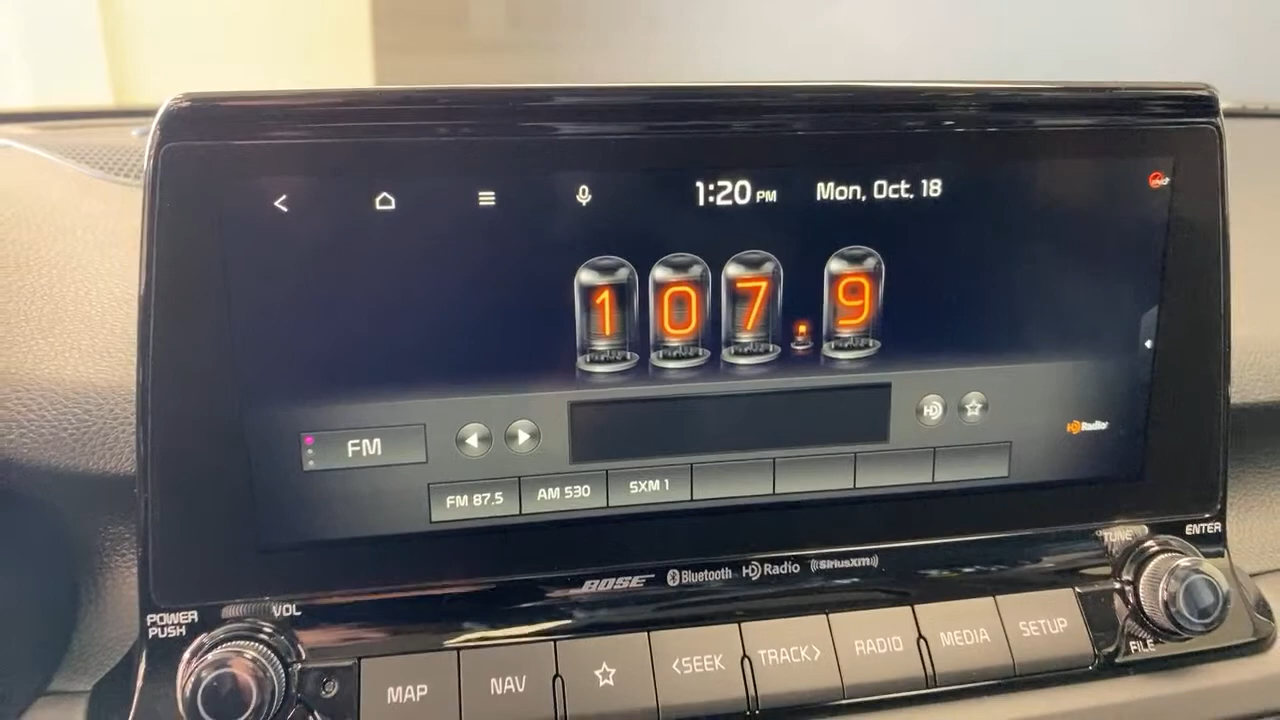 1:20 PM Mon, Oct. 18
107.9
FM
HD
HD Radio
FM 87.5 AM 530 SXM 1
BOSE Bluetooth HD Radio ((SiriusXM))
TUNE
ENTER
FILE
POWER
PUSH
VOL
MAP NAV <SEEK TRACK> RADIO MEDIA SETUP